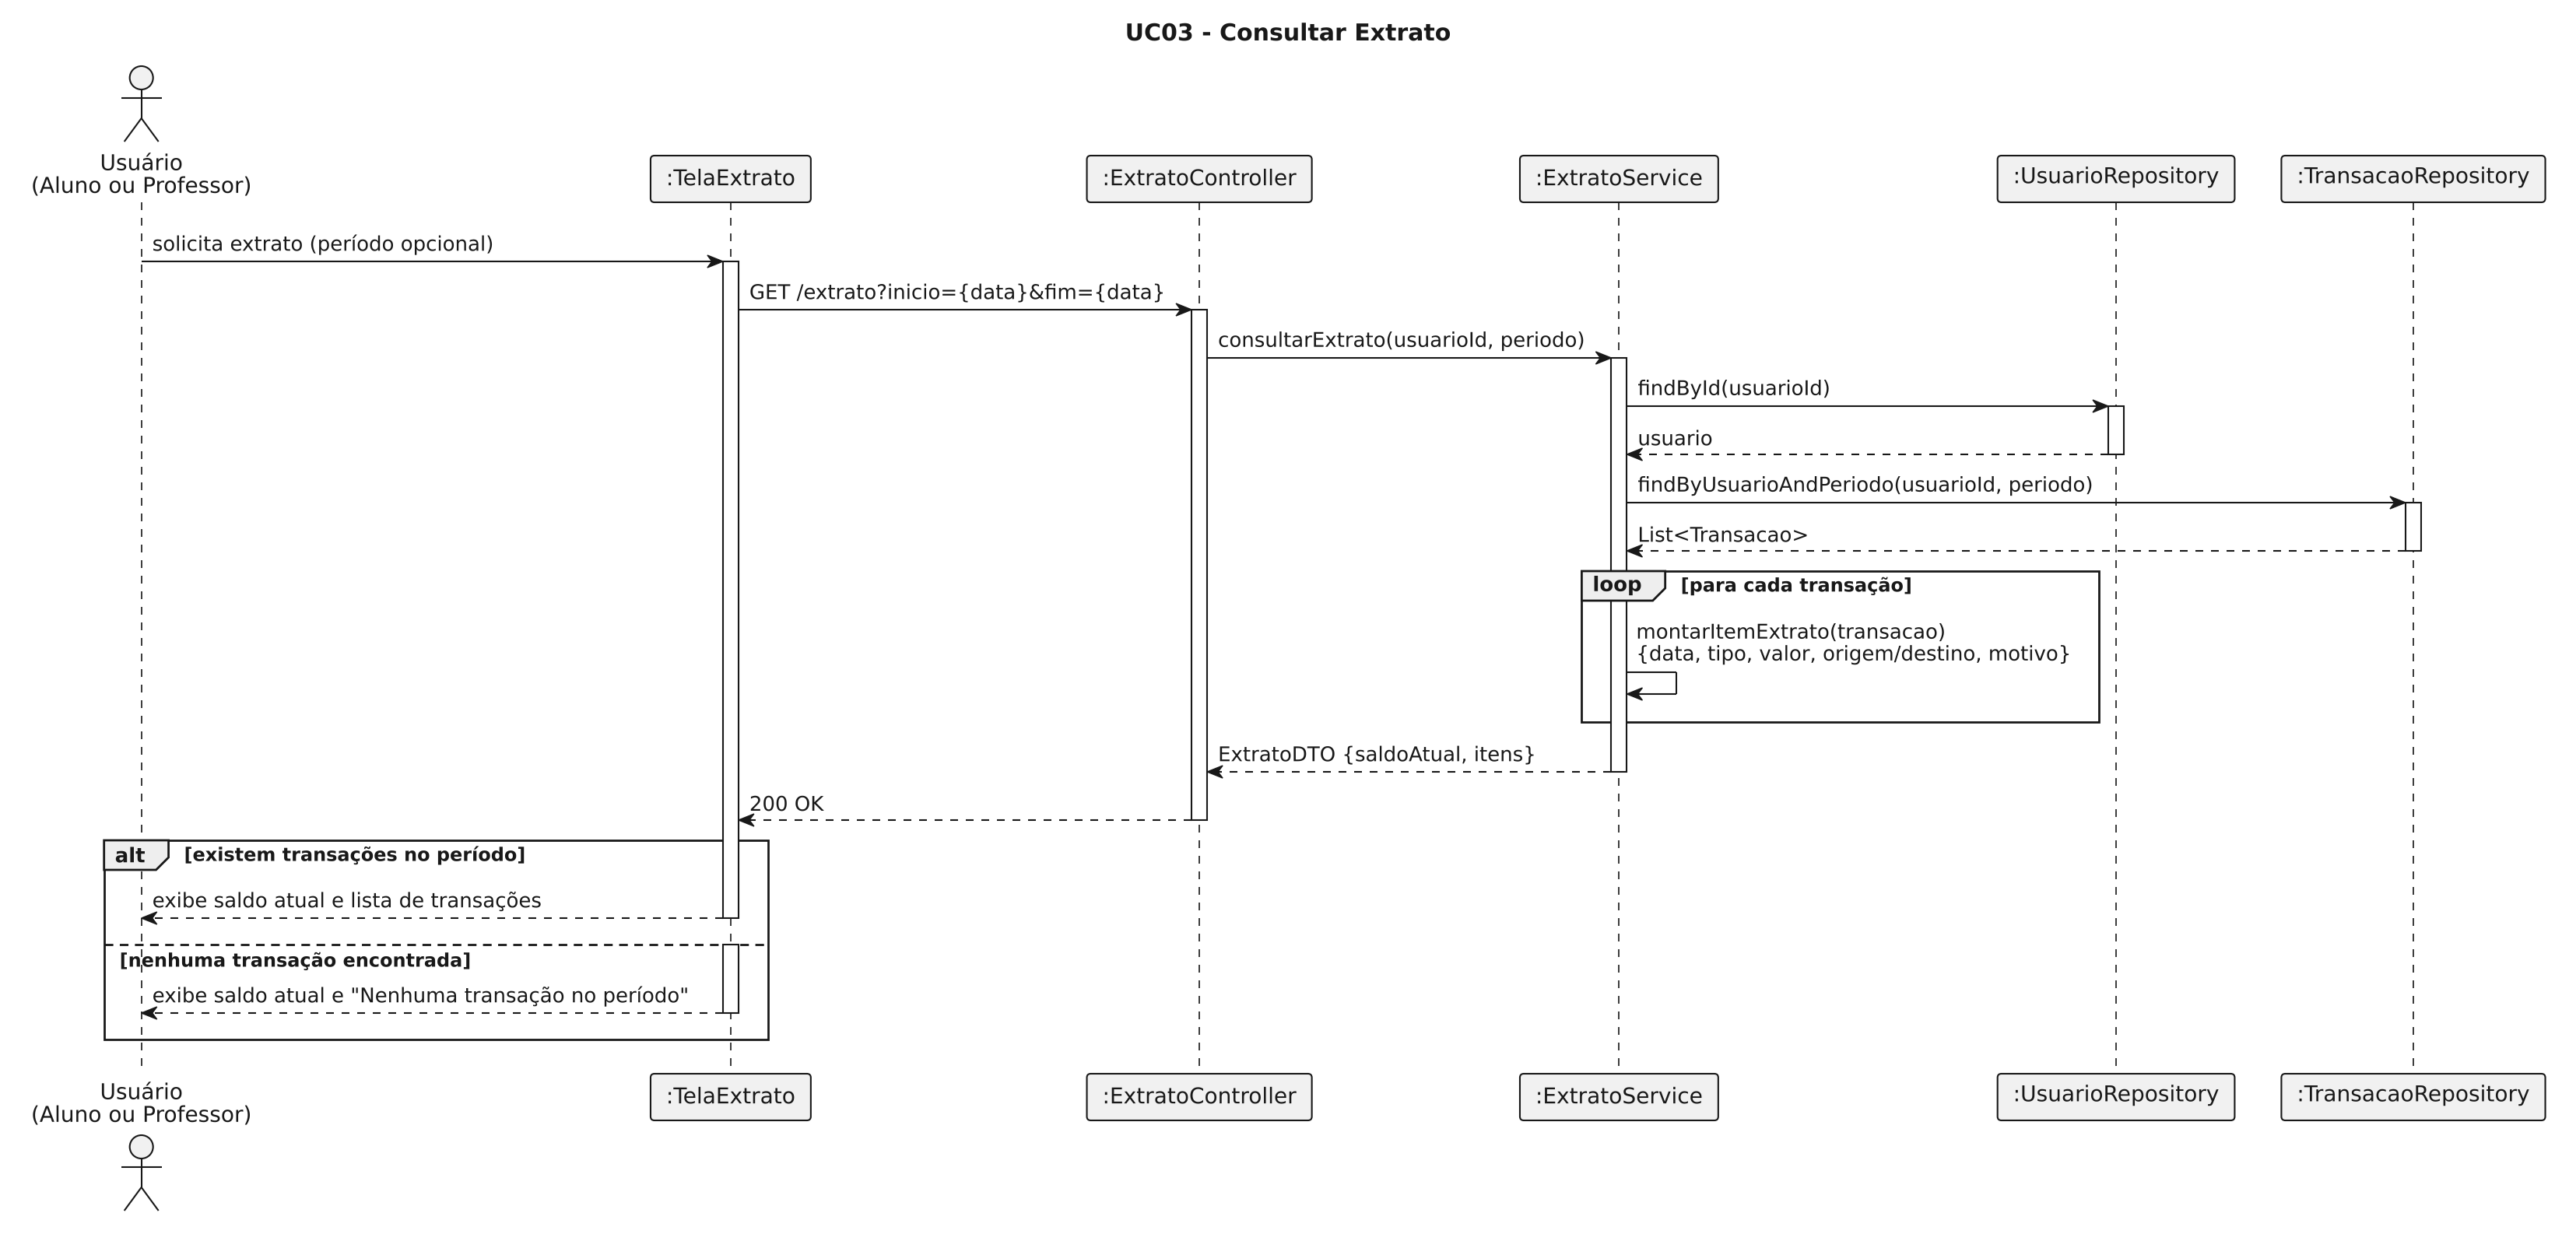 UC03 - Consultar Extrato
Usuário
(Aluno ou Professor)
:TelaExtrato
:ExtratoController
:ExtratoService
:UsuarioRepository
:TransacaoRepository
solicita extrato (período opcional)
GET /extrato?inicio={data}&fim={data}
consultarExtrato(usuarioId, periodo)
findById(usuarioId)
usuario
findByUsuarioAndPeriodo(usuarioId, periodo)
List<Transacao>
loop
[para cada transação]
montarItemExtrato(transacao)
{data, tipo, valor, origem/destino, motivo}
ExtratoDTO {saldoAtual, itens}
200 OK
alt
[existem transações no período]
exibe saldo atual e lista de transações
[nenhuma transação encontrada]
exibe saldo atual e "Nenhuma transação no período"
Usuário
(Aluno ou Professor)
:TelaExtrato
:ExtratoController
:ExtratoService
:UsuarioRepository
:TransacaoRepository